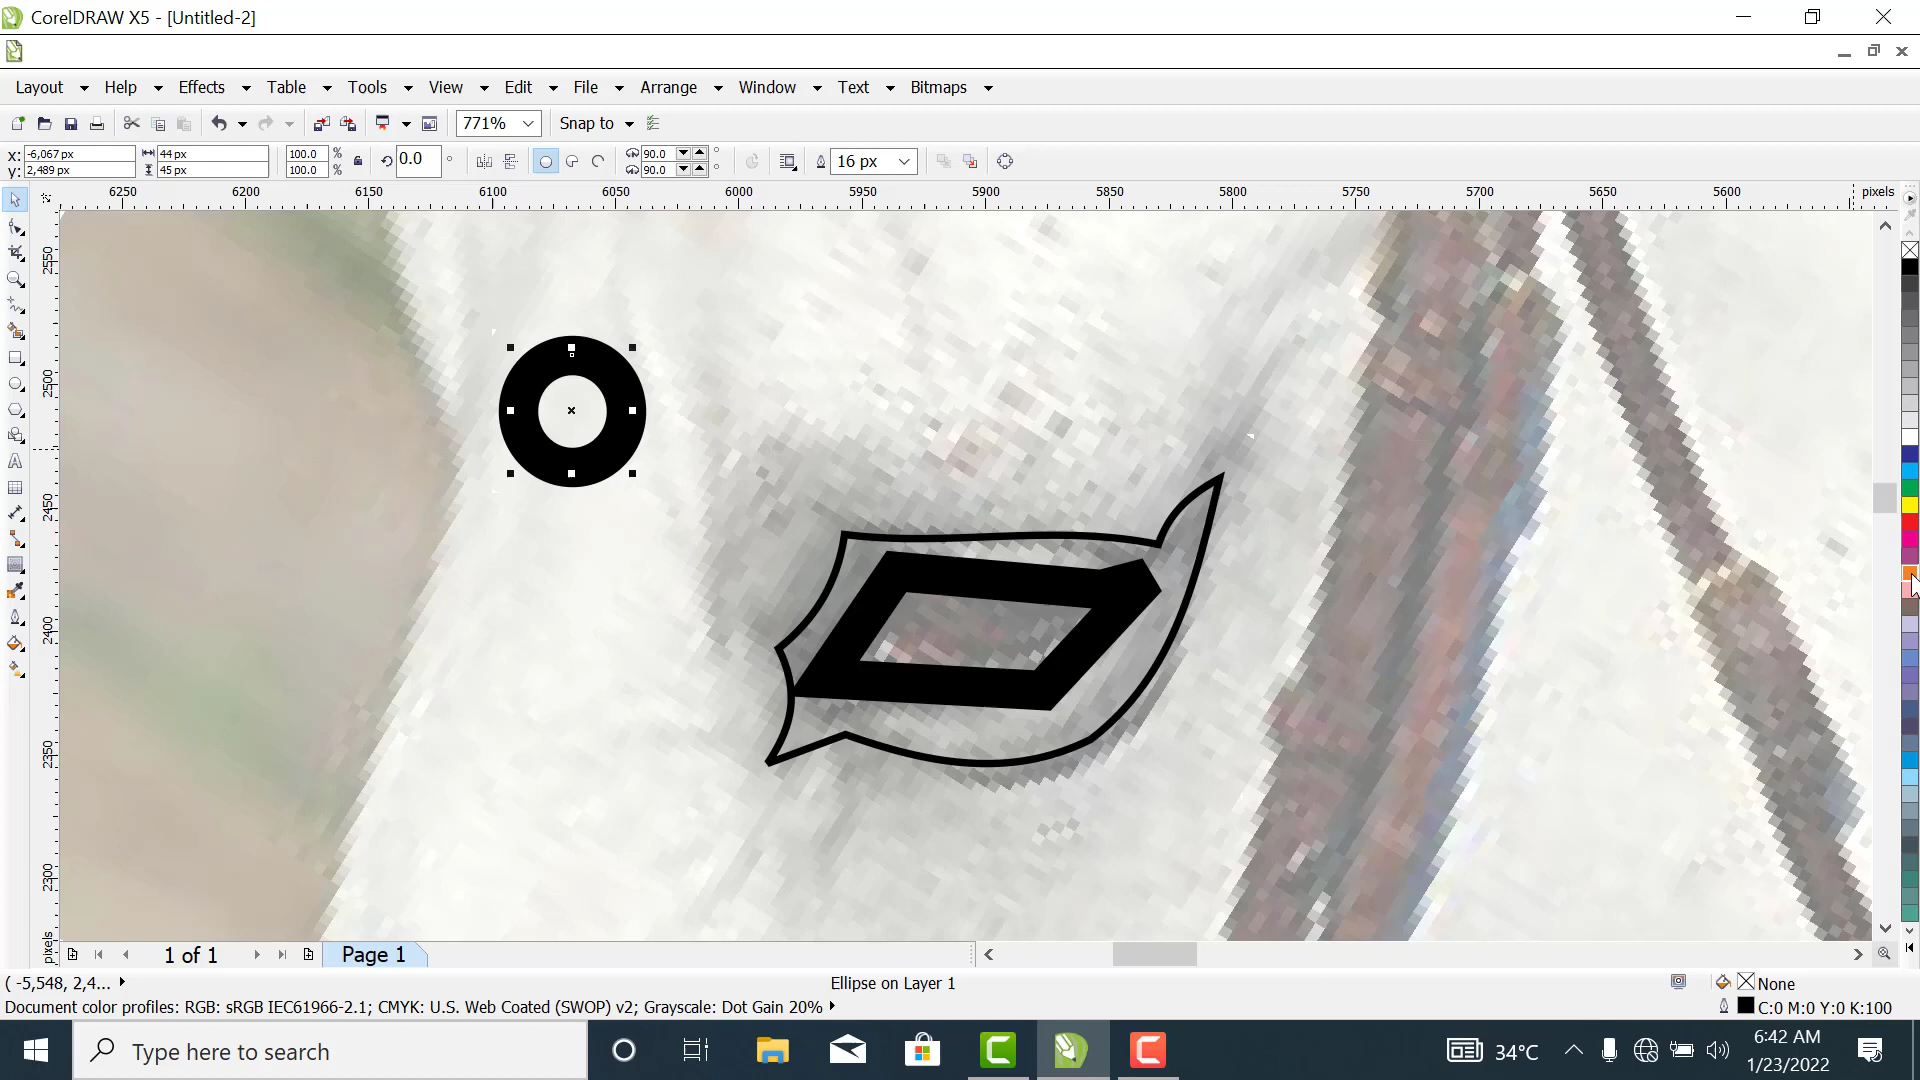 CorelDRAW X5 - [Untitled-2]
Layout Help Effects Table Tools View Edit File Arrange Window Text Bitmaps
771% Snap to
x: -6,067 px 44 px 100.0 % 0.0 ° 90.0 ° 16 px
y: 2,489 px 45 px 100.0 % 90.0 °
6250 6200 6150 6100 6050 6000 5950 5900 5850 5800 5750 5700 5650 5600 pixels
2550
2500
2450
2400
2350
2300
pixels
1 of 1 Page 1
( -5,548, 2,4... Ellipse on Layer 1 None
Document color profiles: RGB: sRGB IEC61966-2.1; CMYK: U.S. Web Coated (SWOP) v2; Grayscale: Dot Gain 20% C:0 M:0 Y:0 K:100
Type here to search 34°C 6:42 AM
1/23/2022